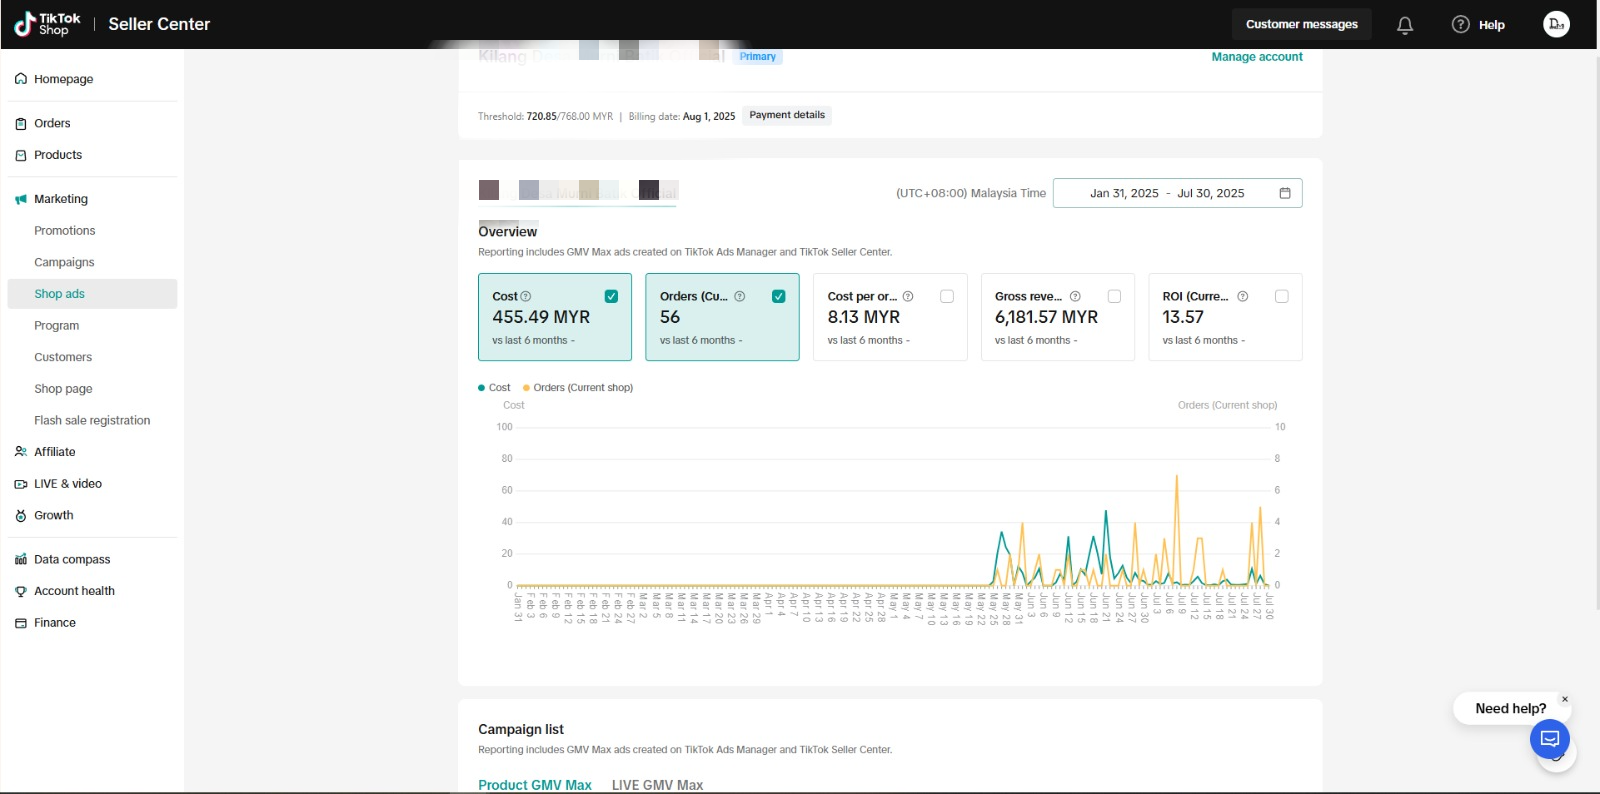 TikTok
Shop
Seller Center
Customer messages
Help
Homepage
Orders
Products
Marketing
Promotions
Campaigns
Shop ads
Program
Customers
Shop page
Flash sale registration
Affiliate
LIVE & video
Growth
Data compass
Account health
Finance
Kilang
Primary
Manage account
Threshold: 720.85/768.00 MYR | Billing date: Aug 1, 2025 Payment details
(UTC+08:00) Malaysia Time Jan 31, 2025 - Jul 30, 2025
Overview
Reporting includes GMV Max ads created on TikTok Ads Manager and TikTok Seller Center.
Cost
455.49 MYR
vs last 6 months -
Orders (Cu...
56
vs last 6 months -
Cost per or...
8.13 MYR
vs last 6 months -
Gross reve...
6,181.57 MYR
vs last 6 months -
ROI (Curre...
13.57
vs last 6 months -
Cost Orders (Current shop)
Cost Orders (Current shop)
100 10
80 8
60 6
40 4
20 2
0 0
Jan 31 Feb 3 Feb 6 Feb 9 Feb 12 Feb 15 Feb 18 Feb 21 Feb 24 Feb 27 Mar 2 Mar 5 Mar 8 Mar 11 Mar 14 Mar 17 Mar 20 Mar 23 Mar 26 Mar 29 Apr 1 Apr 4 Apr 7 Apr 10 Apr 13 Apr 16 Apr 19 Apr 22 Apr 25 Apr 28 May 1 May 4 May 7 May 10 May 13 May 16 May 19 May 22 May 25 May 28 May 31 Jun 3 Jun 6 Jun 9 Jun 12 Jun 15 Jun 18 Jun 21 Jun 24 Jun 27 Jun 30 Jul 3 Jul 6 Jul 9 Jul 12 Jul 15 Jul 18 Jul 21 Jul 24 Jul 27 Jul 30
Campaign list
Reporting includes GMV Max ads created on TikTok Ads Manager and TikTok Seller Center.
Product GMV Max LIVE GMV Max
Need help?